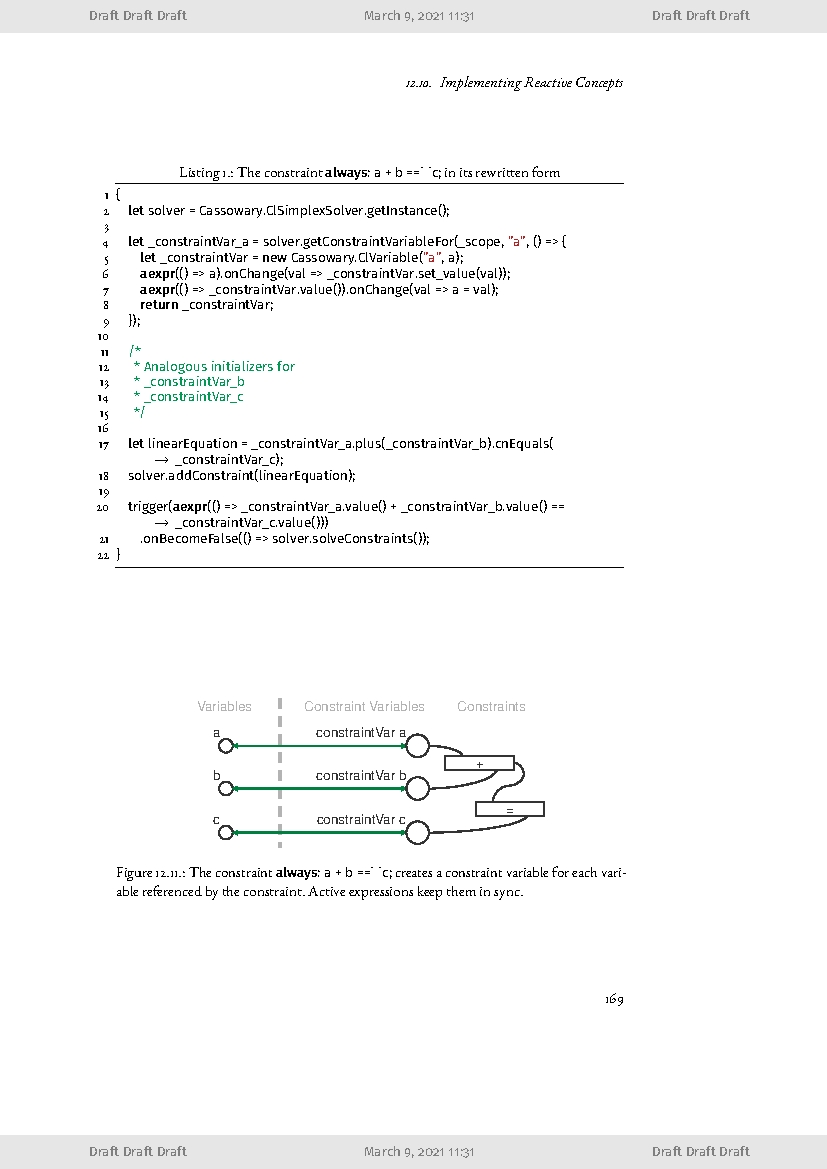 Draft Draft Draft March 9, 2021 11:31 Draft Draft Draft
12.10. Implementing Reactive Concepts
Listing 1.: The constraint always: a + b ==` `c; in its rewritten form
1 {
2 let solver = Cassowary.ClSimplexSolver.getInstance();
3
4 let _constraintVar_a = solver.getConstraintVariableFor(_scope, "a", () => {
5 let _constraintVar = new Cassowary.ClVariable("a", a);
6 aexpr(() => a).onChange(val => _constraintVar.set_value(val));
7 aexpr(() => _constraintVar.value()).onChange(val => a = val);
8 return _constraintVar;
9 });
10
11 /*
12 * Analogous initializers for
13 * _constraintVar_b
14 * _constraintVar_c
15 */
16
17 let linearEquation = _constraintVar_a.plus(_constraintVar_b).cnEquals(
→ _constraintVar_c);
18 solver.addConstraint(linearEquation);
19
20 trigger(aexpr(() => _constraintVar_a.value() + _constraintVar_b.value() ==
→ _constraintVar_c.value()))
21 .onBecomeFalse(() => solver.solveConstraints());
22 }
Variables Constraint Variables Constraints
a constraintVar a
+
b constraintVar b
=
c constraintVar c
Figure 12.11.: The constraint always: a + b ==` `c; creates a constraint variable for each vari-
able referenced by the constraint. Active expressions keep them in sync.
169
Draft Draft Draft March 9, 2021 11:31 Draft Draft Draft